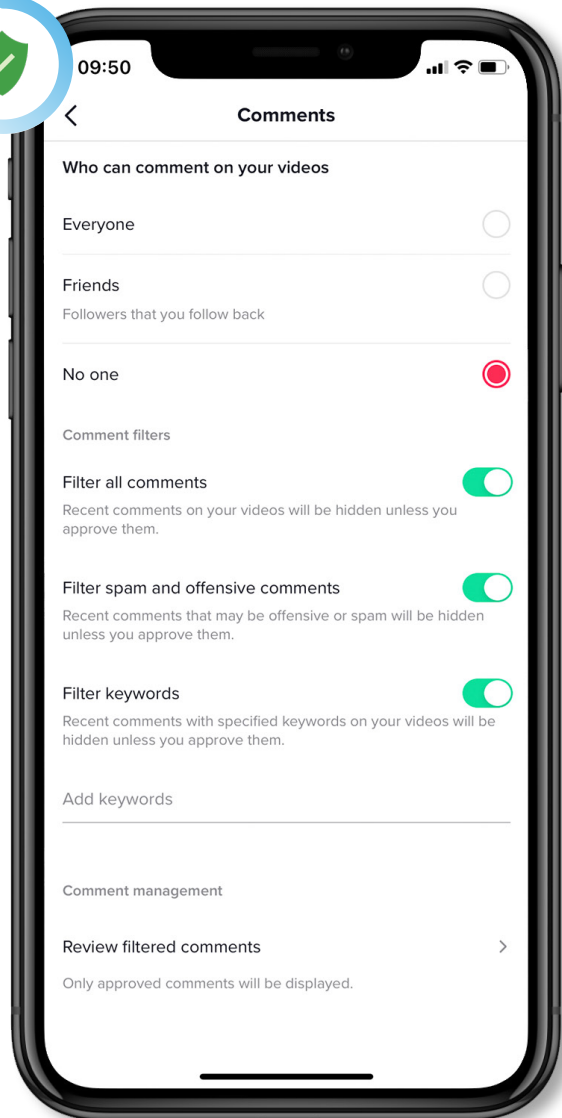 09:50
Comments
Who can comment on your videos
Everyone
Friends
Followers that you follow back
No one
Comment filters
Filter all comments
Recent comments on your videos will be hidden unless you
approve them.
Filter spam and offensive comments
Recent comments that may be offensive or spam will be hidden
unless you approve them.
Filter keywords
Recent comments with specified keywords on your videos will be
hidden unless you approve them.
Add keywords
Comment management
Review filtered comments
Only approved comments will be displayed.